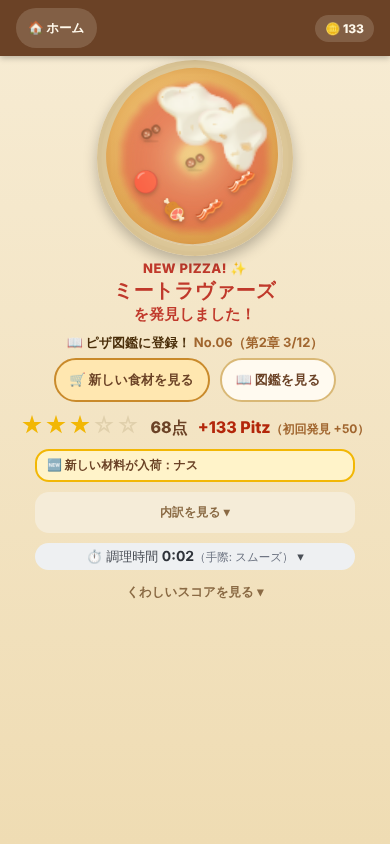 🏠 ホーム
🪙 133
NEW PIZZA! ✨
ミートラヴァーズ
を発見しました！
📖 ピザ図鑑に登録！ No.06（第2章 3/12）
🛒 新しい食材を見る
📖 図鑑を見る
★★★☆☆ 68点 +133 Pitz（初回発見 +50）
🆕 新しい材料が入荷：ナス
内訳を見る ▾
⏱️ 調理時間 0:02（手際: スムーズ） ▾
くわしいスコアを見る ▾